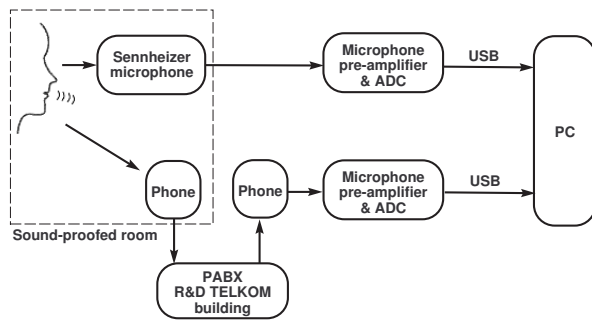 Sennheizer
microphone
Microphone
pre-amplifier
& ADC
USB
PC
Phone
Phone
Microphone
pre-amplifier
& ADC
USB
Sound-proofed room
PABX
R&D TELKOM
building